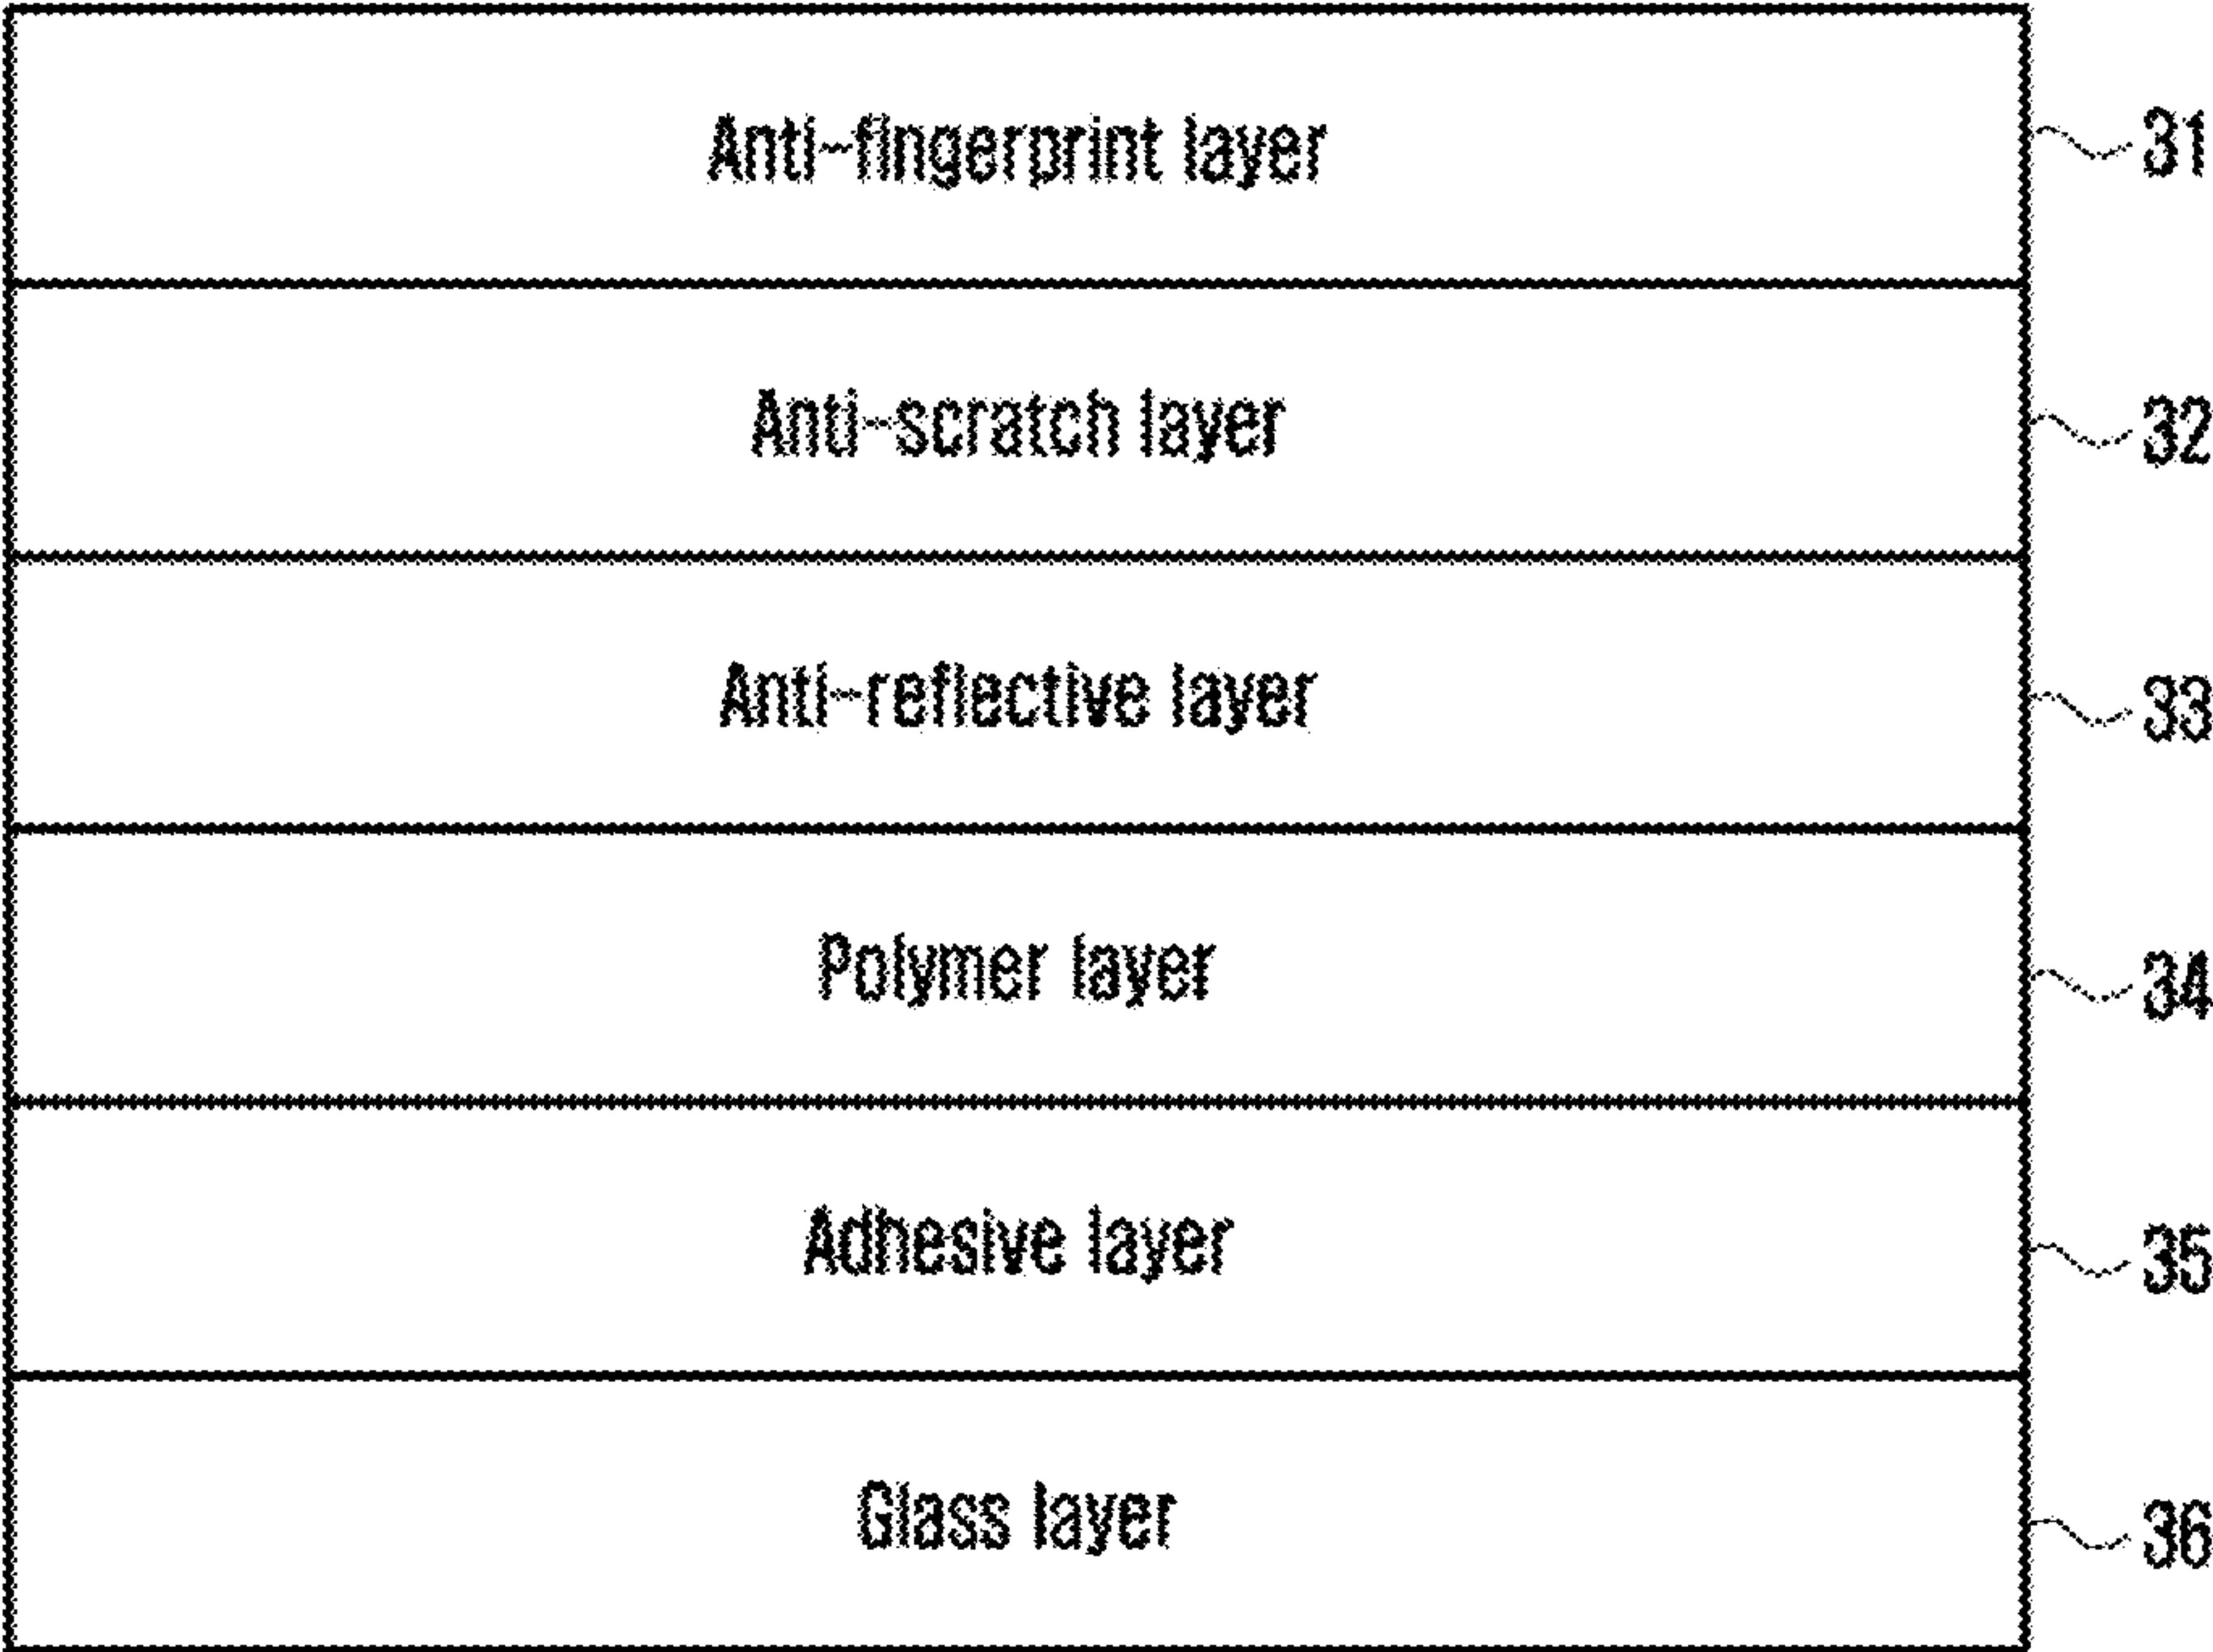 Anti-fingerprint layer 31
Anti-scratch layer 32
Anti-reflective layer 33
Polymer layer 34
Adhesive layer 35
Glass layer 36